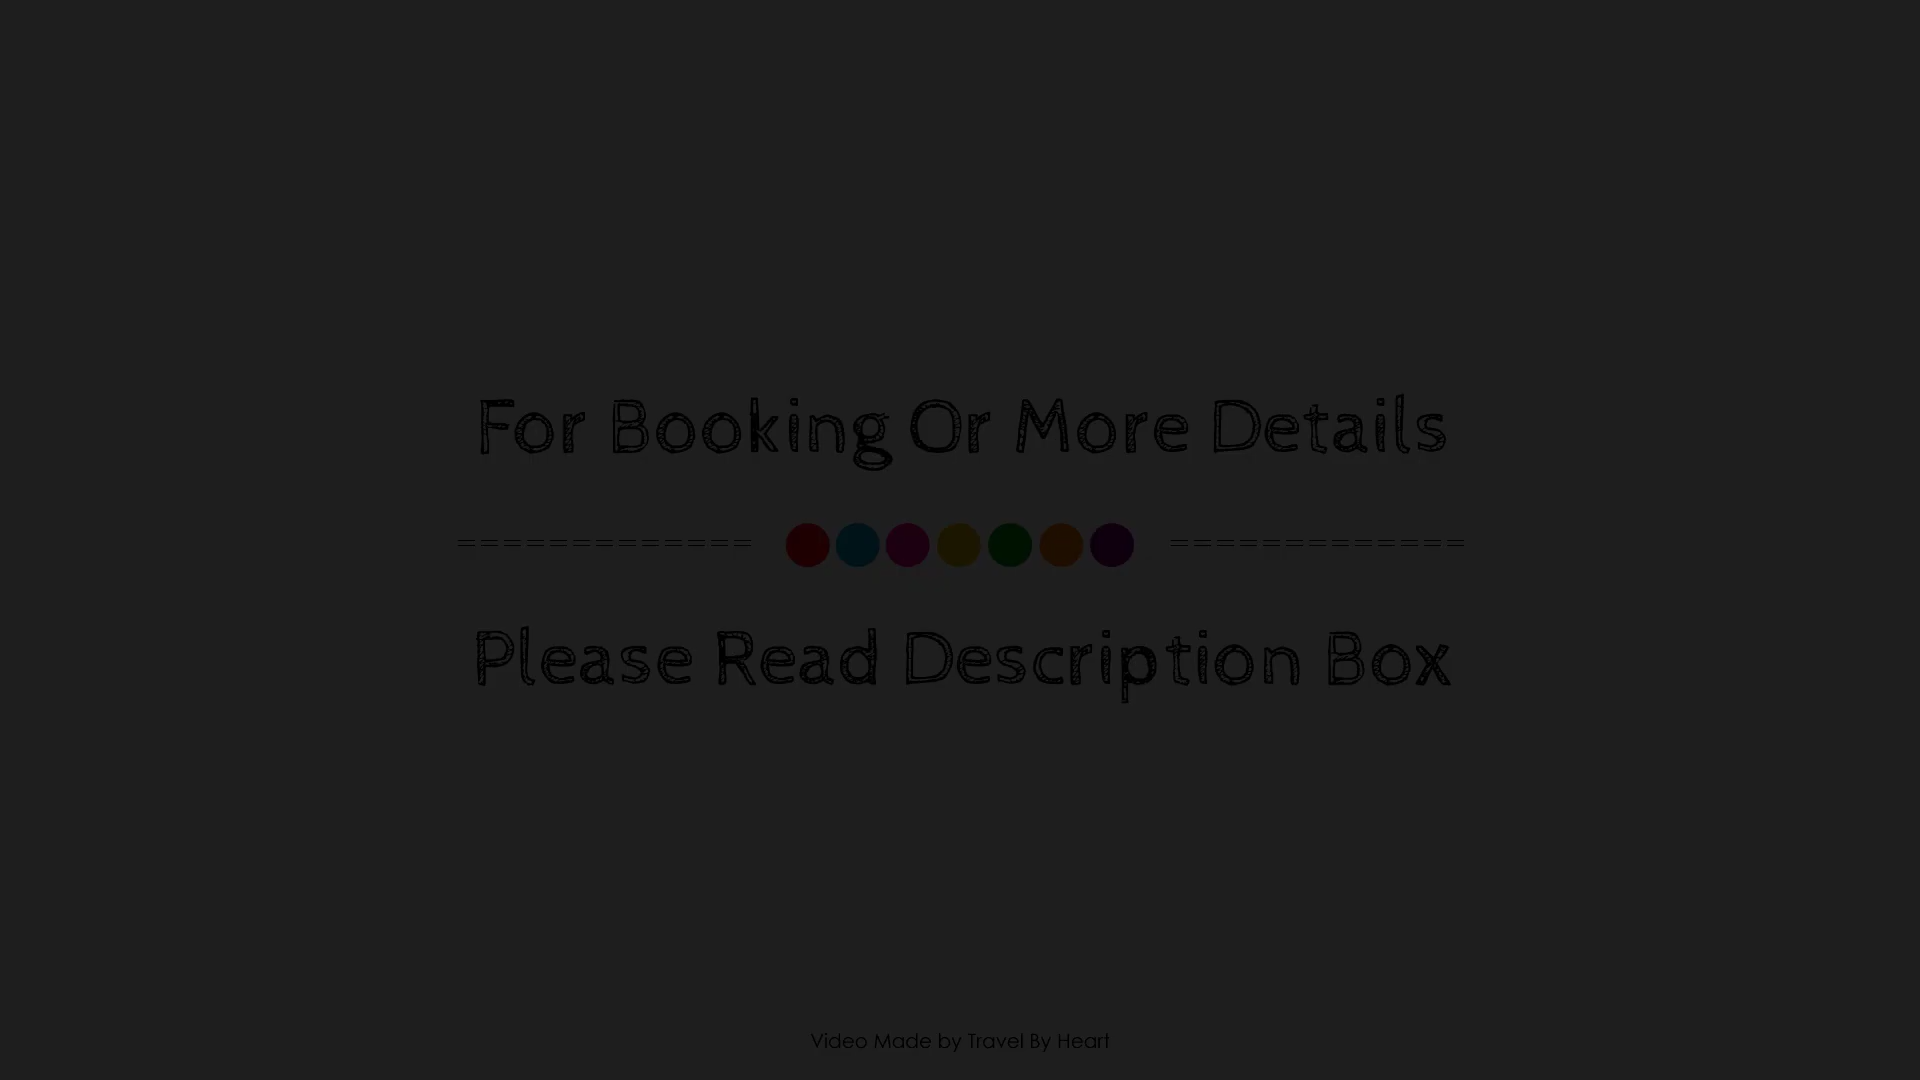 For Booking Or More Details
============= =============
Please Read Description Box
Video Made by Travel By Heart